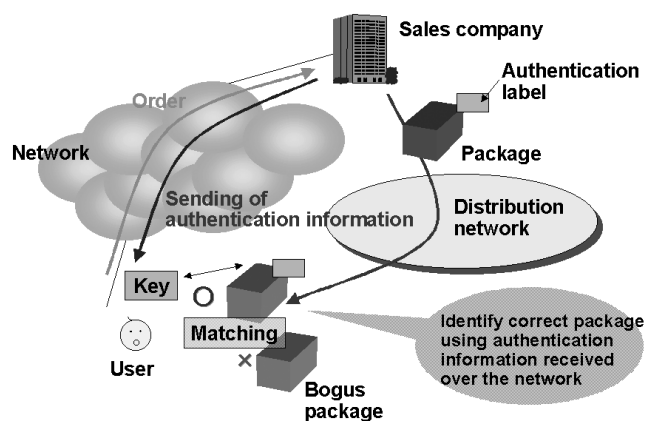 Sales company
Authentication
label
Order
Network
Package
Sending of
authentication information
Distribution
network
Key
Matching
User
Bogus
package
Identify correct package
using authentication
information received
over the network